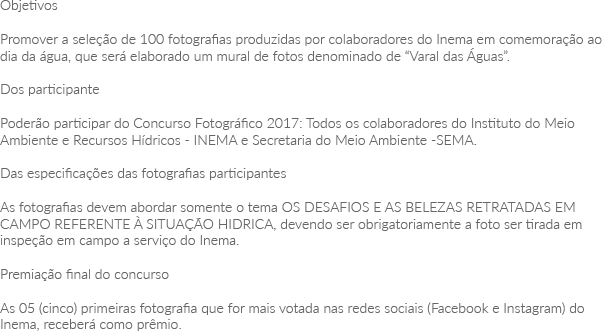 Objetivos
Promover a seleção de 100 fotografias produzidas por colaboradores do Inema em comemoração ao
dia da água, que será elaborado um mural de fotos denominado de “Varal das Águas”.
Dos participante
Poderão participar do Concurso Fotográfico 2017: Todos os colaboradores do Instituto do Meio
Ambiente e Recursos Hídricos - INEMA e Secretaria do Meio Ambiente -SEMA.
Das especificações das fotografias participantes
As fotografias devem abordar somente o tema OS DESAFIOS E AS BELEZAS RETRATADAS EM
CAMPO REFERENTE À SITUAÇÃO HIDRICA, devendo ser obrigatoriamente a foto ser tirada em
inspeção em campo a serviço do Inema.
Premiação final do concurso
As 05 (cinco) primeiras fotografia que for mais votada nas redes sociais (Facebook e Instagram) do
Inema, receberá como prêmio.